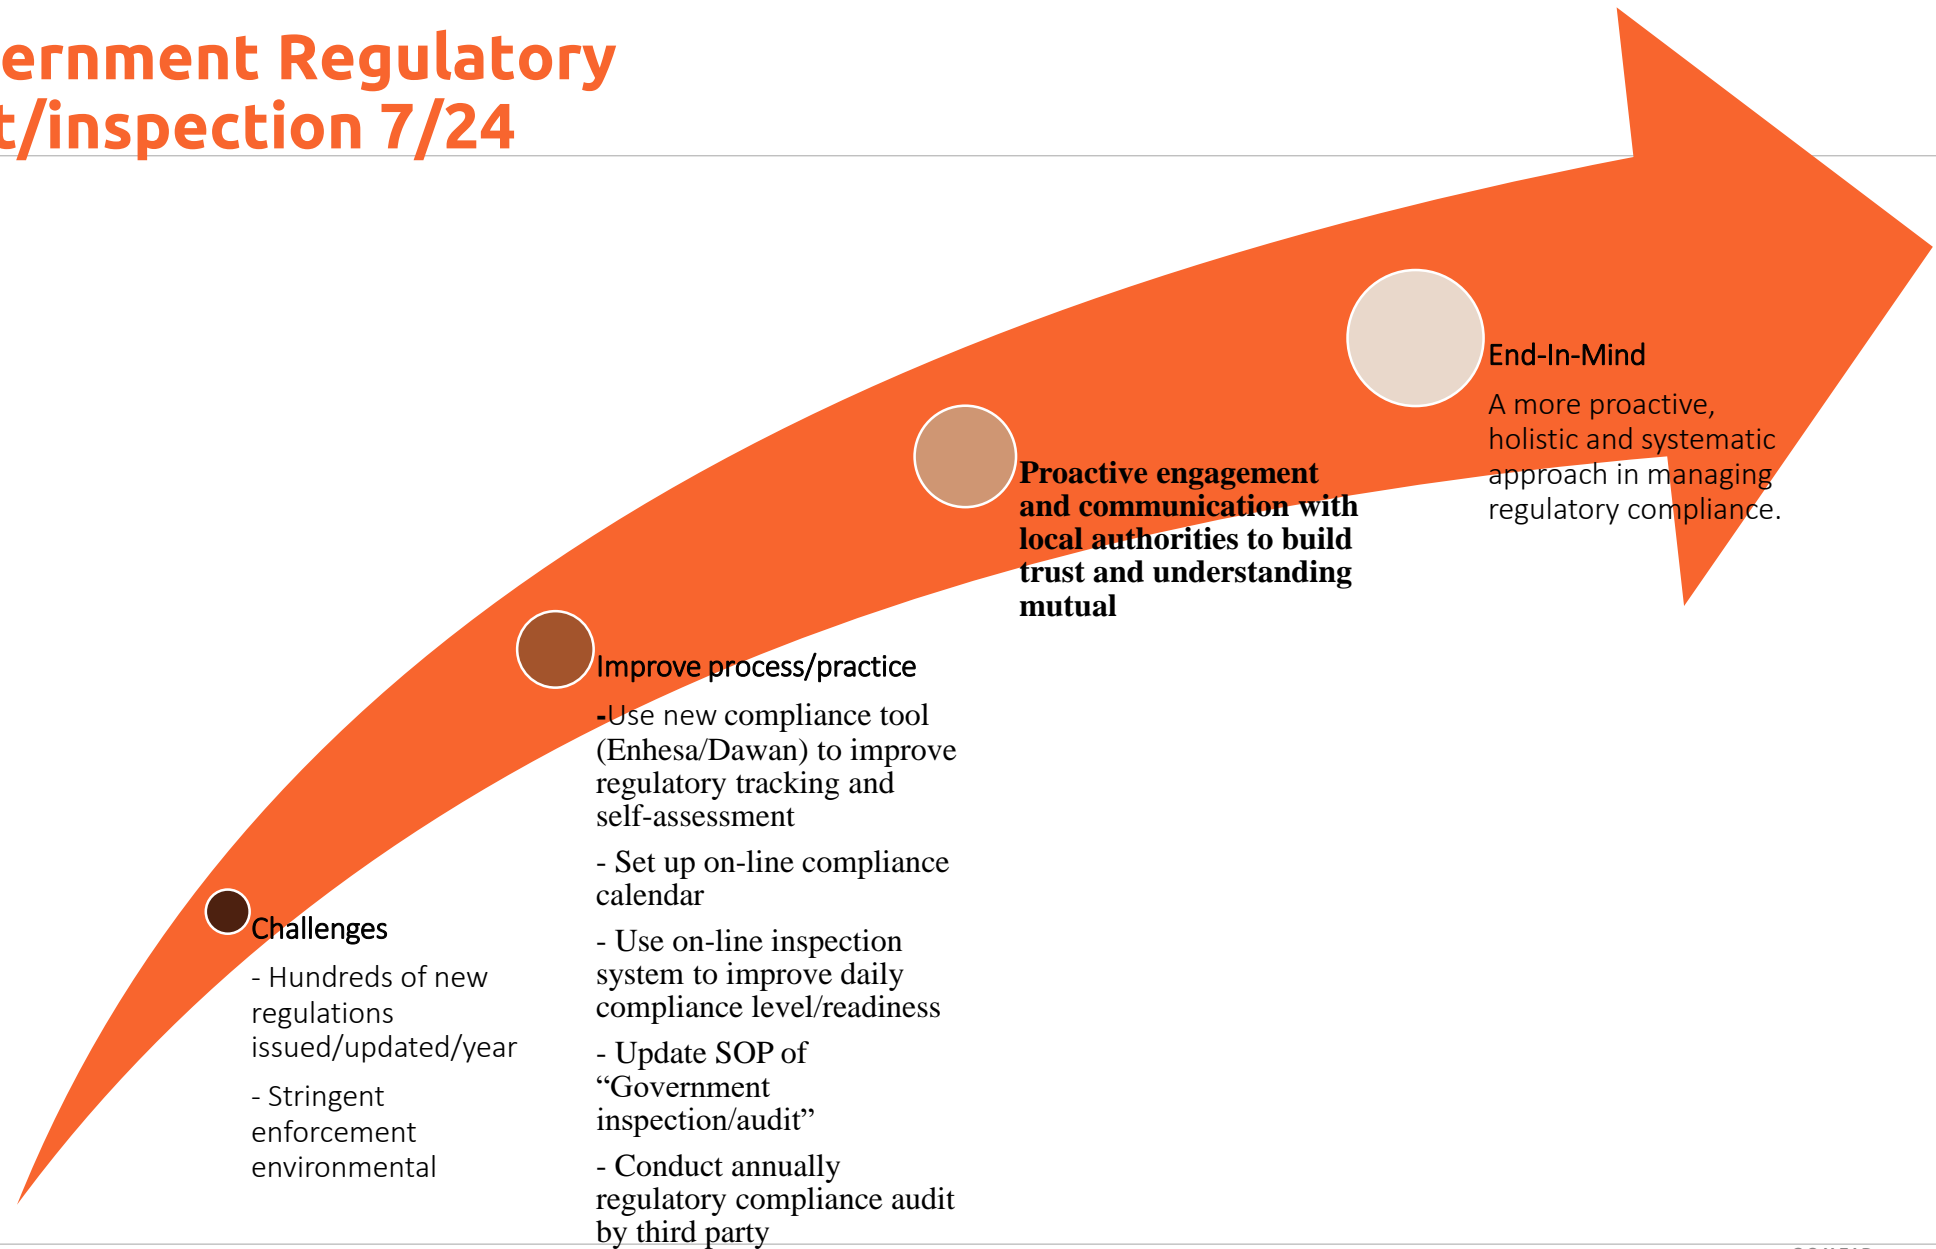 ernment Regulatory
t/inspection 7/24
End-In-Mind
A more proactive,
holistic and systematic
approach in managing
regulatory compliance.
Proactive engagement
and communication with
local authorities to build
trust and understanding
mutual
Improve process/practice
-Use new compliance tool
(Enhesa/Dawan) to improve
regulatory tracking and
self-assessment
- Set up on-line compliance
calendar
- Use on-line inspection
system to improve daily
compliance level/readiness
- Update SOP of
“Government
inspection/audit”
- Conduct annually
regulatory compliance audit
by third party
Challenges
- Hundreds of new
regulations
issued/updated/year
- Stringent
enforcement
environmental